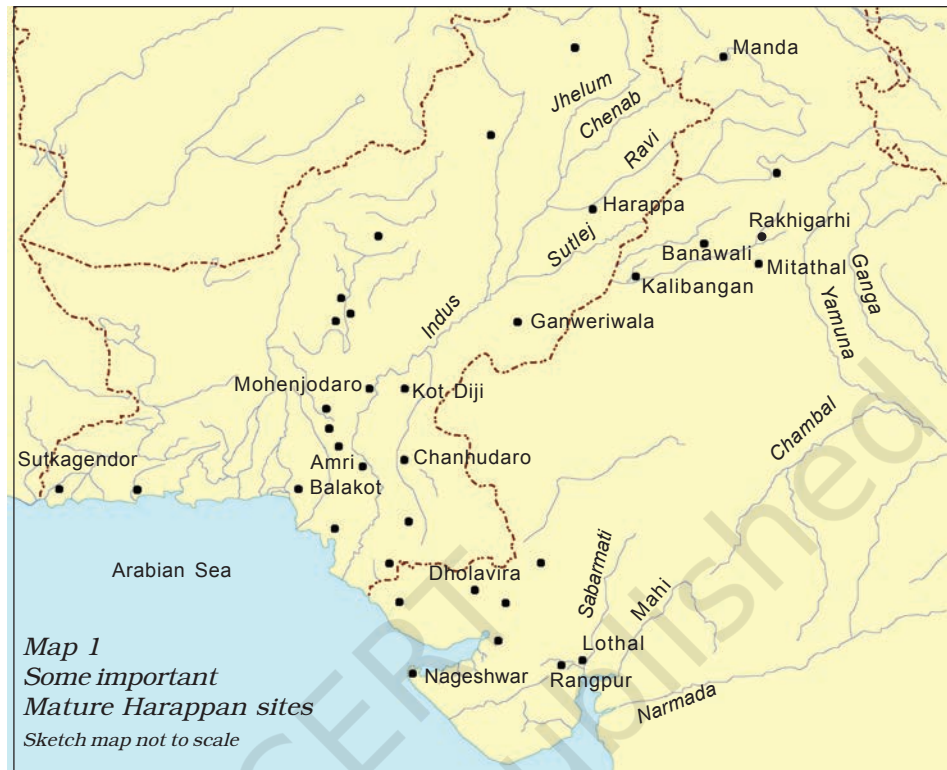 Manda
Jhelum
Chenab
Ravi
Harappa
Rakhigarhi
Sutlej
Banawali
Mitathal
Kalibangan
Ganga
Yamuna
Indus
Ganweriwala
Mohenjodaro
Kot Diji
Chambal
Sutkagendor
Amri
Chanhudaro
Balakot
Arabian Sea
Dholavira
Sabarmati
Mahi
Lothal
Nageshwar
Rangpur
Narmada
Map 1
Some important
Mature Harappan sites
Sketch map not to scale